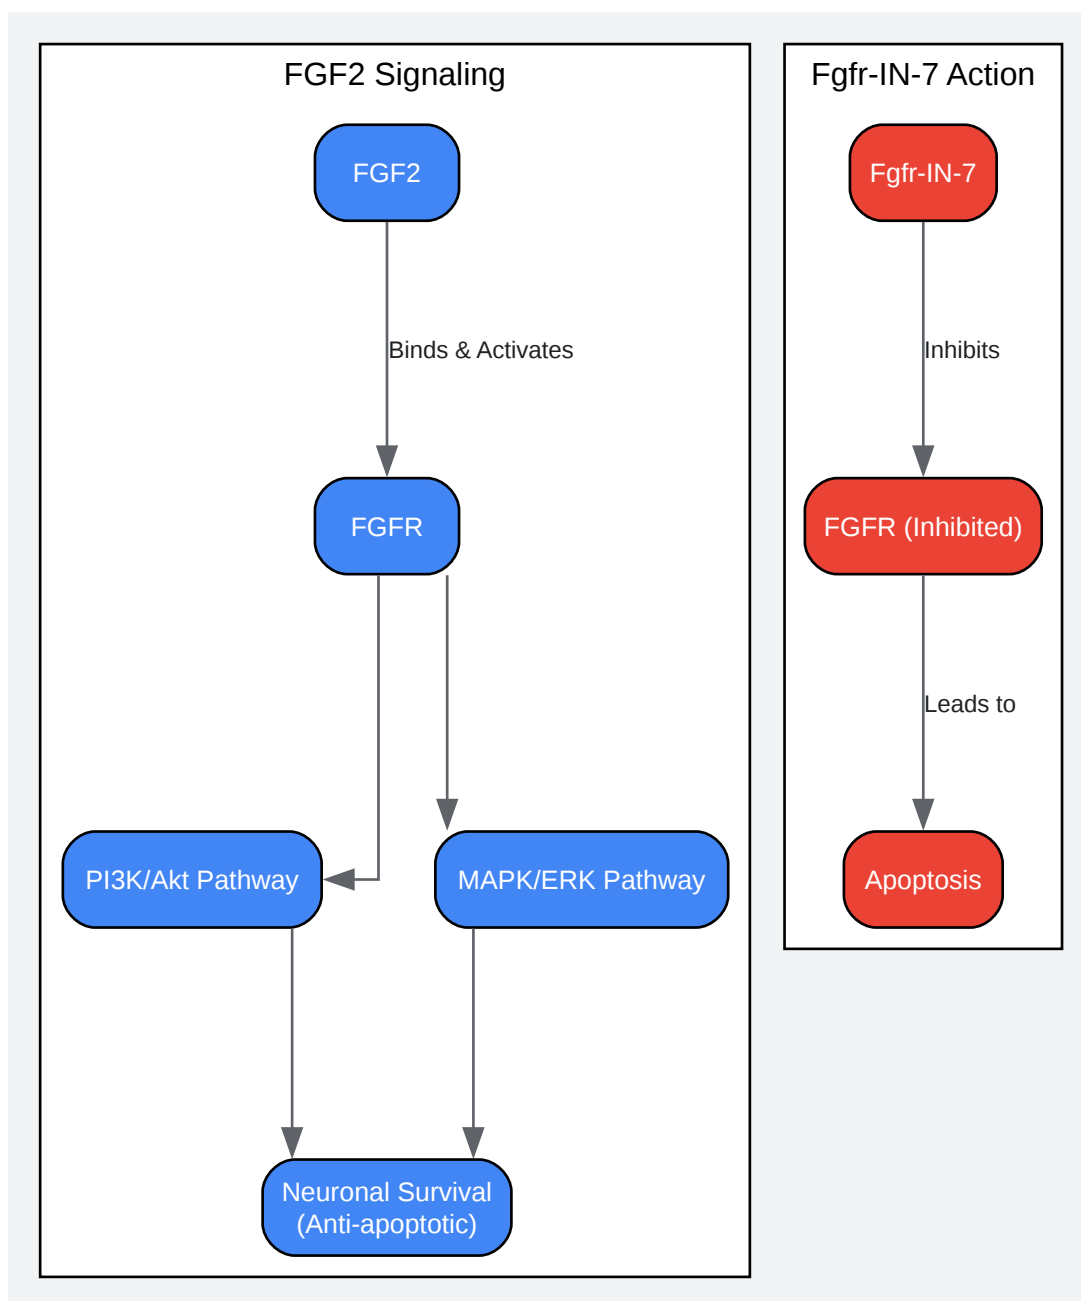 FGF2 Signaling
FGF2
Binds & Activates
FGFR
PI3K/Akt Pathway
MAPK/ERK Pathway
Neuronal Survival
(Anti-apoptotic)
Fgfr-IN-7 Action
Fgfr-IN-7
Inhibits
FGFR (Inhibited)
Leads to
Apoptosis